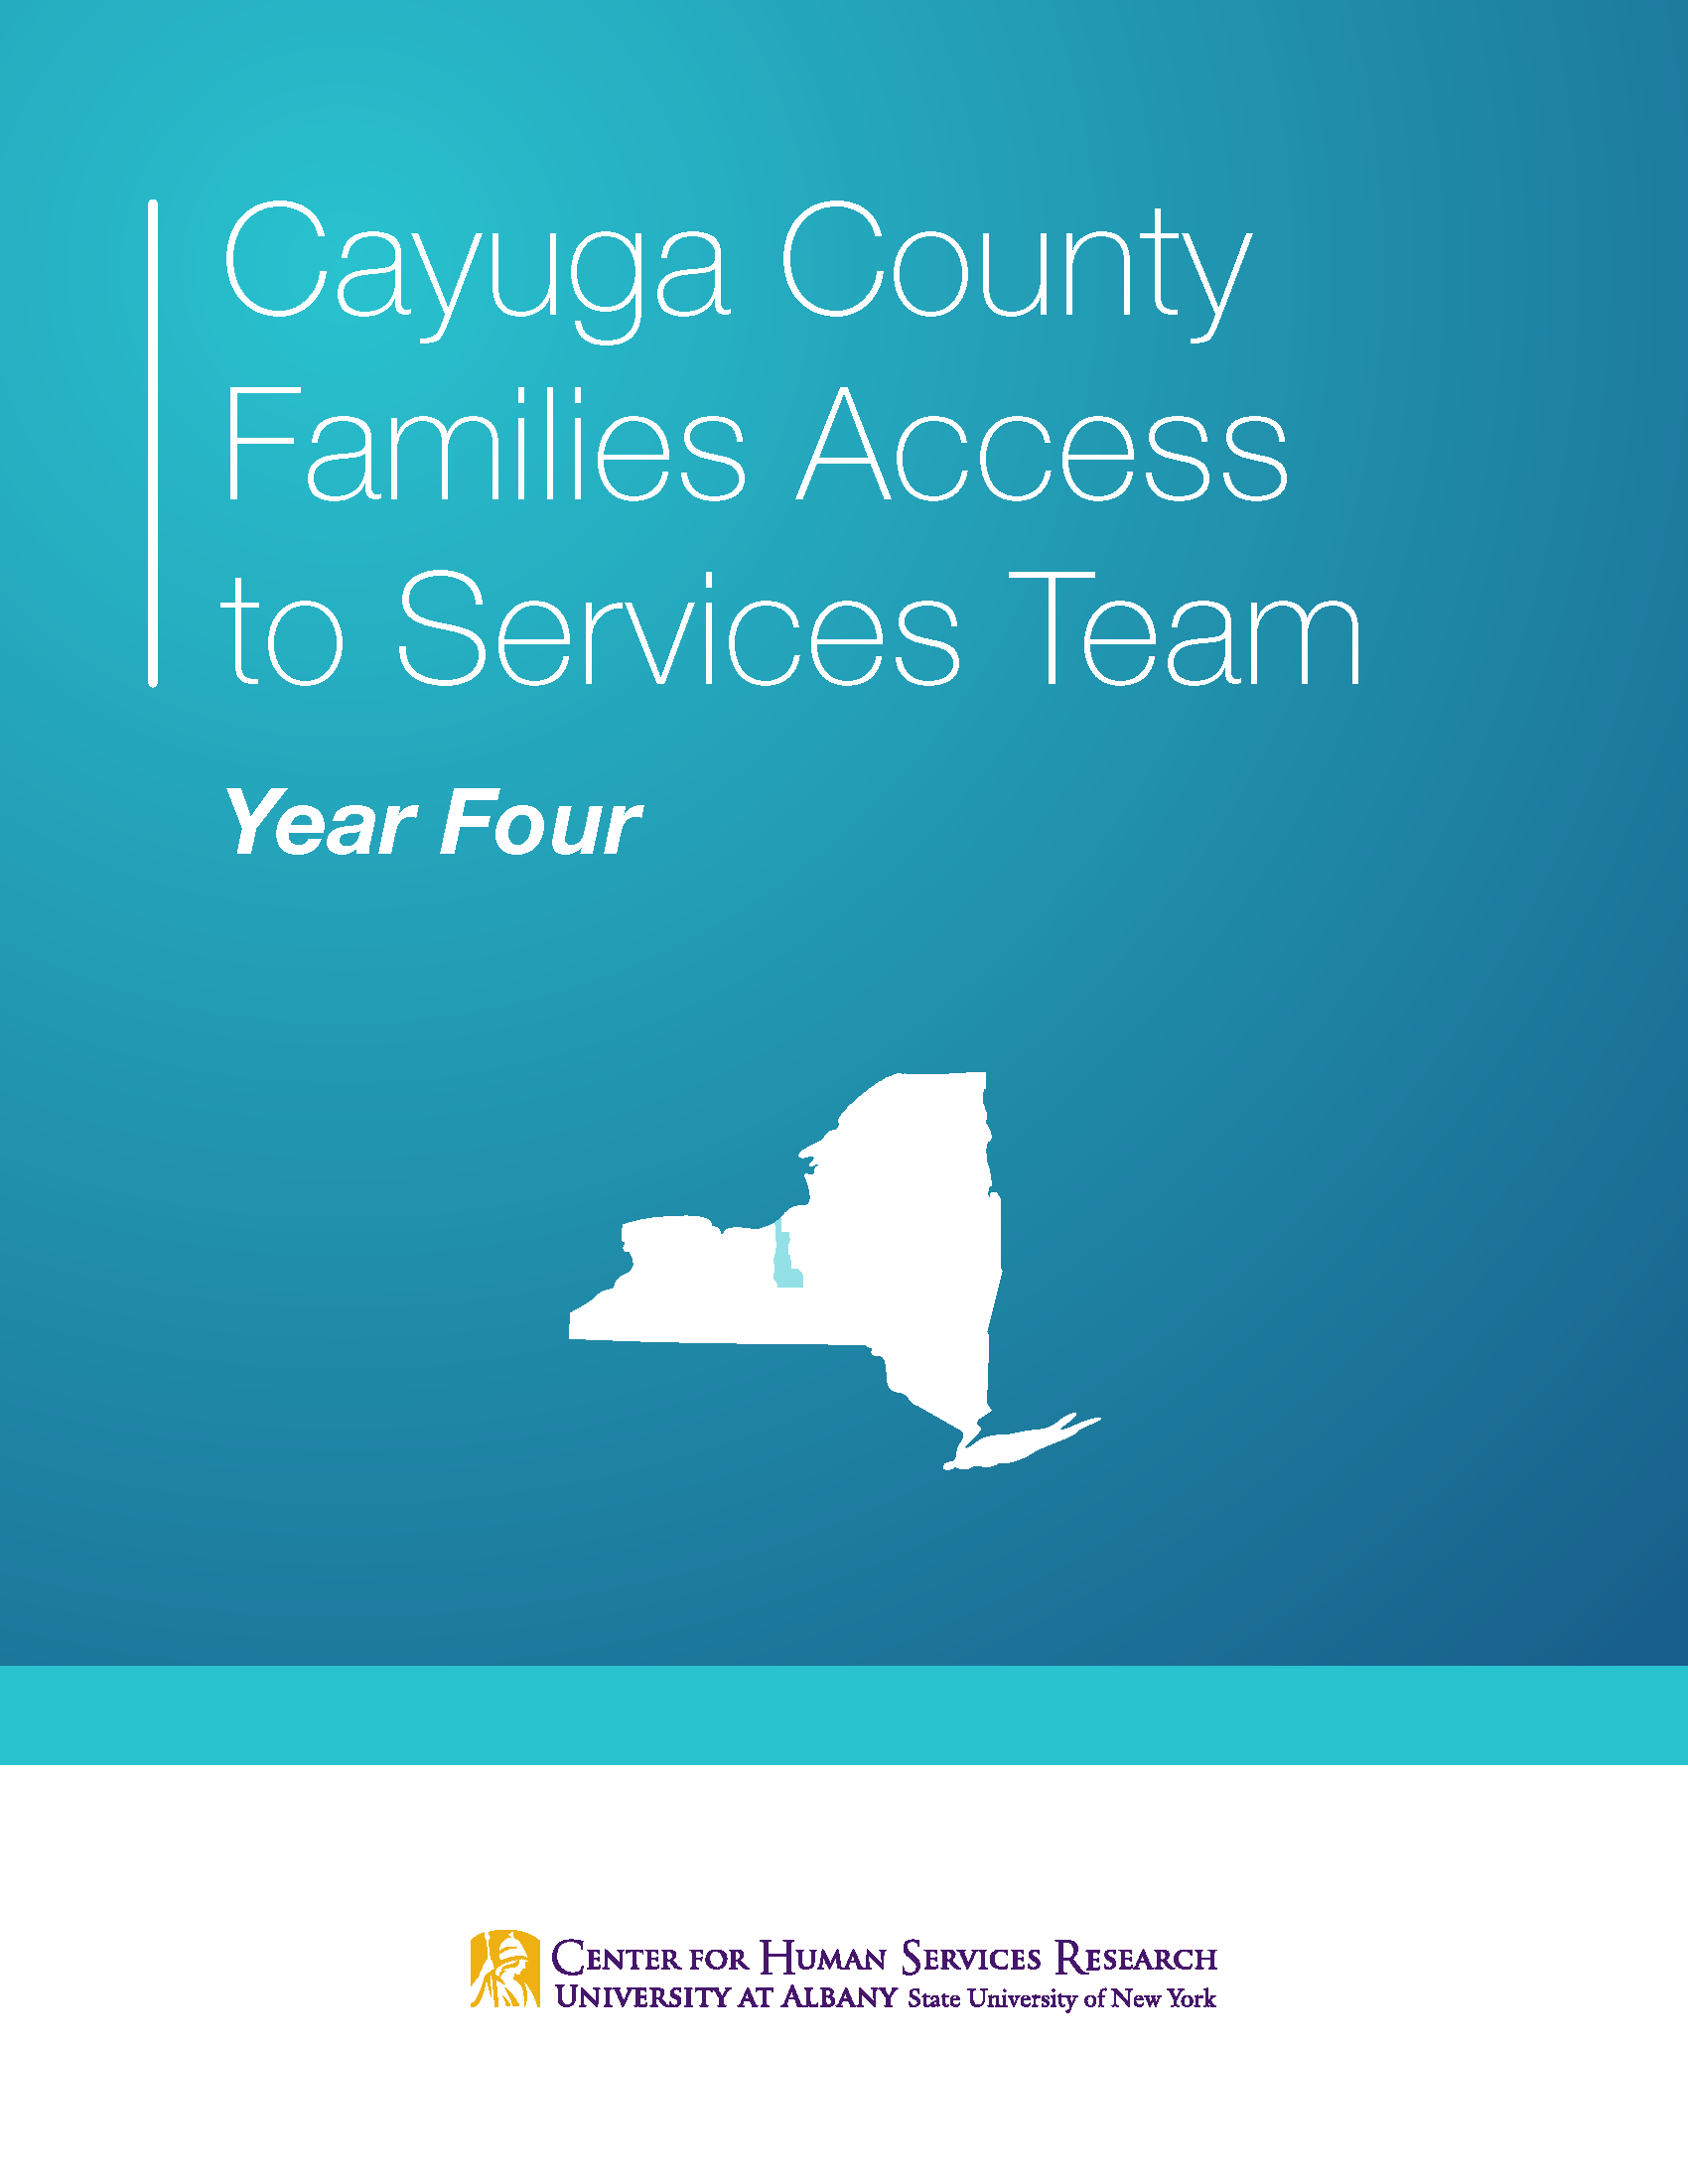 Cayuga County
Families Access
to Services Team
Year Four
Center for Human Services Research
University at Albany State University of New York